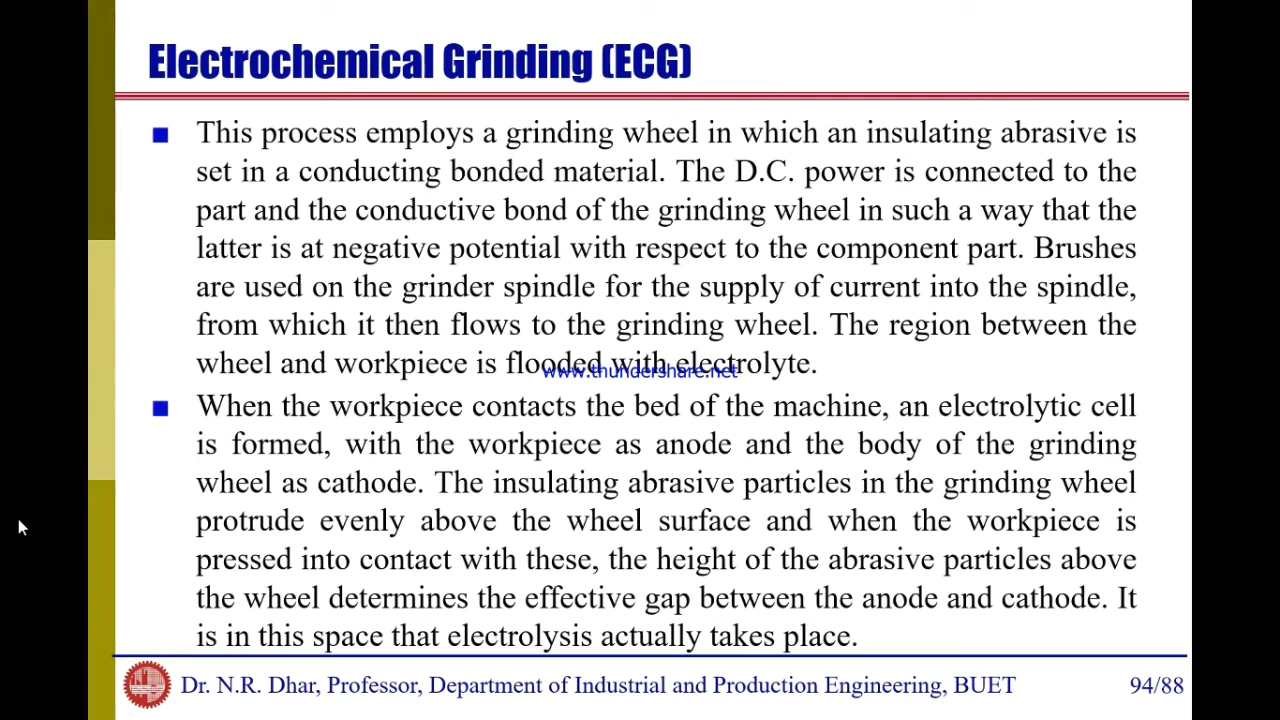 Electrochemical Grinding (ECG)
This process employs a grinding wheel in which an insulating abrasive is
set in a conducting bonded material. The D.C. power is connected to the
part and the conductive bond of the grinding wheel in such a way that the
latter is at negative potential with respect to the component part. Brushes
are used on the grinder spindle for the supply of current into the spindle,
from which it then flows to the grinding wheel. The region between the
wheel and workpiece is flooded with electrolyte.
www.thundershare.net
When the workpiece contacts the bed of the machine, an electrolytic cell
is formed, with the workpiece as anode and the body of the grinding
wheel as cathode. The insulating abrasive particles in the grinding wheel
protrude evenly above the wheel surface and when the workpiece is
pressed into contact with these, the height of the abrasive particles above
the wheel determines the effective gap between the anode and cathode. It
is in this space that electrolysis actually takes place.
Dr. N.R. Dhar, Professor, Department of Industrial and Production Engineering, BUET
94/88